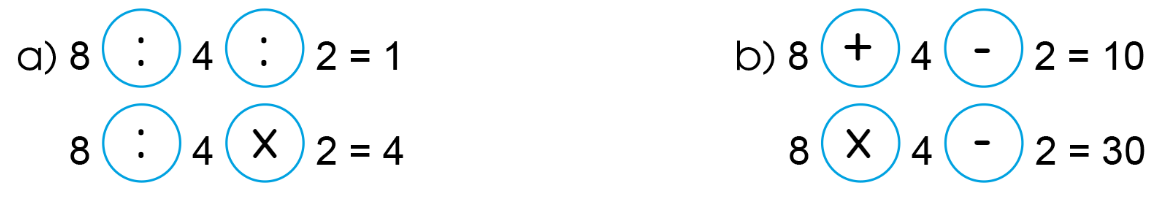 a) 8 : 4 : 2 = 1
8 : 4 x 2 = 4
b) 8 + 4 - 2 = 10
8 x 4 - 2 = 30